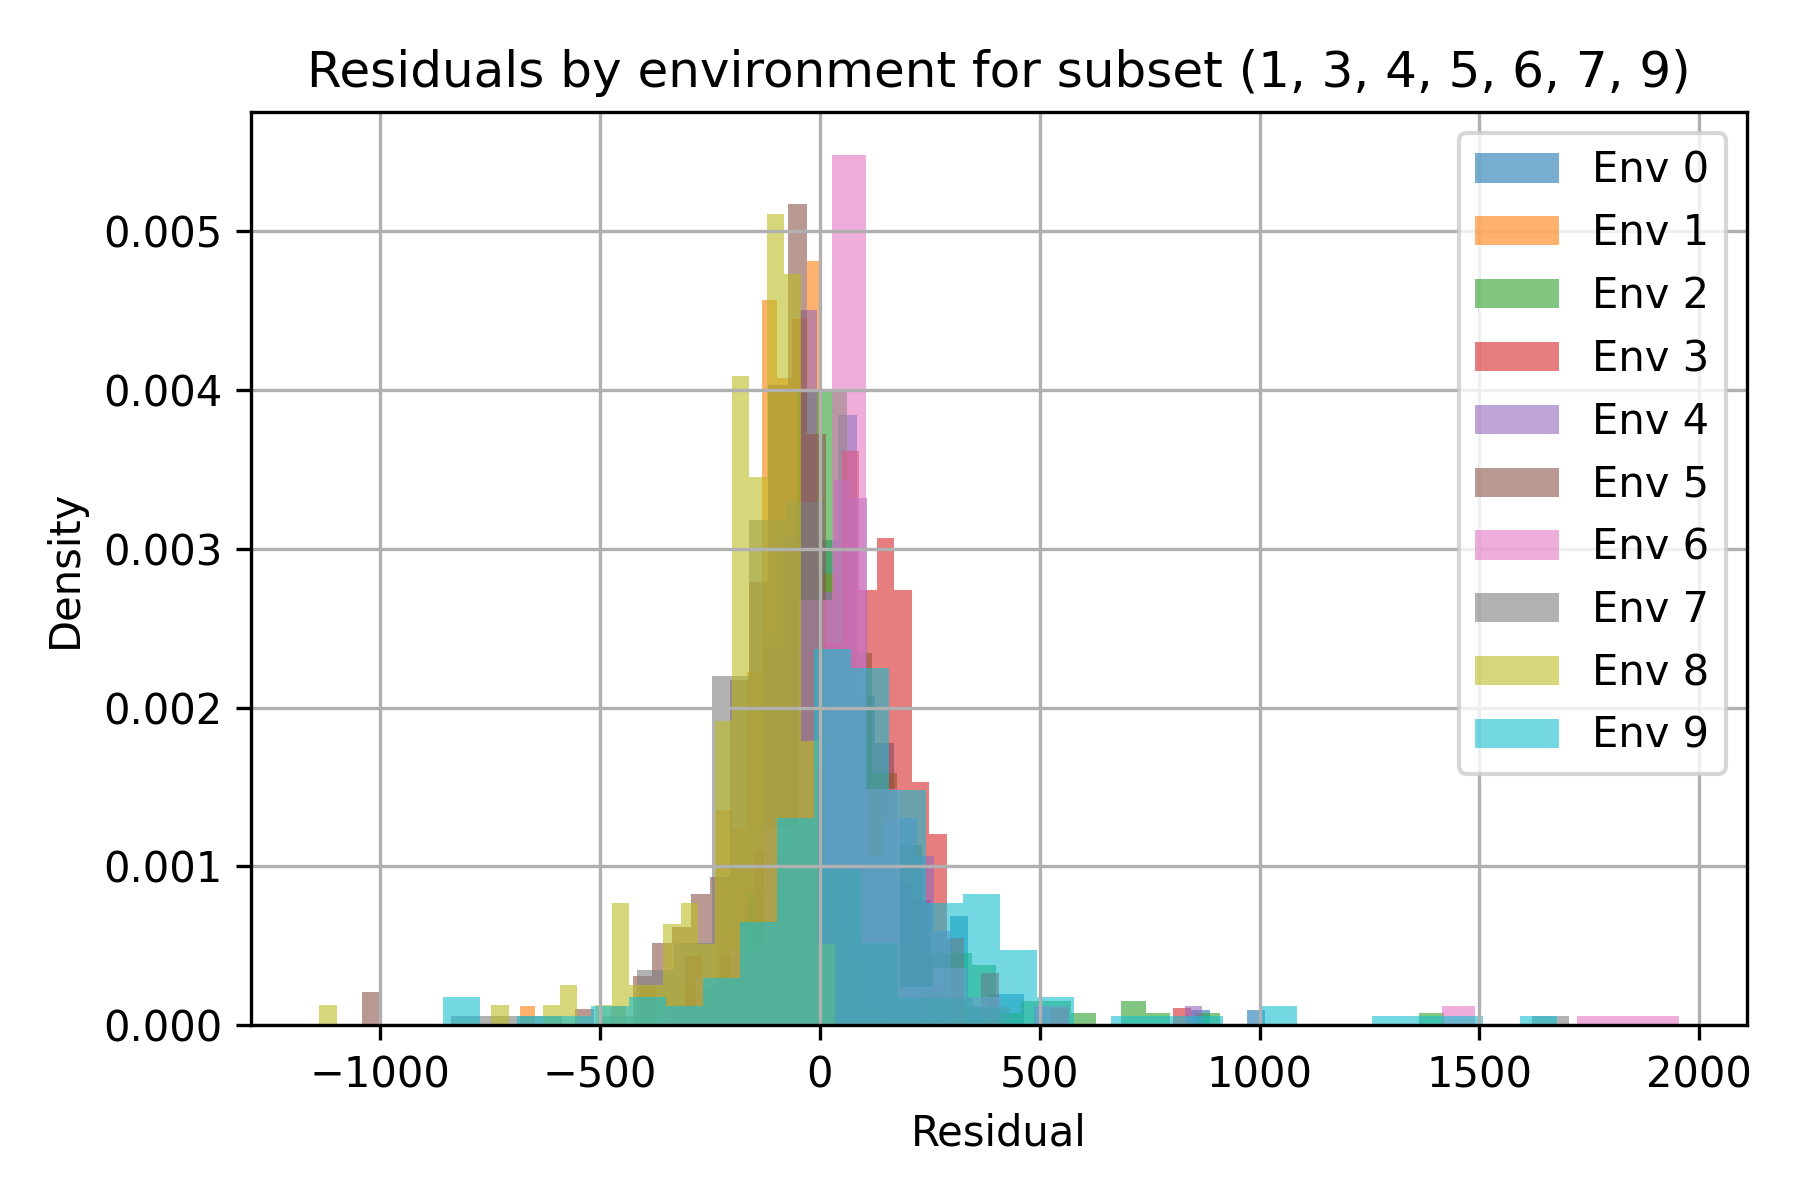 Residuals by environment for subset (1, 3, 4, 5, 6, 7, 9)
Env 0
Env 1
Env 2
Env 3
Env 4
Env 5
Env 6
Env 7
Env 8
Env 9
Density
0.005
0.004
0.003
0.002
0.001
0.000
−1000 −500 0 500 1000 1500 2000
Residual